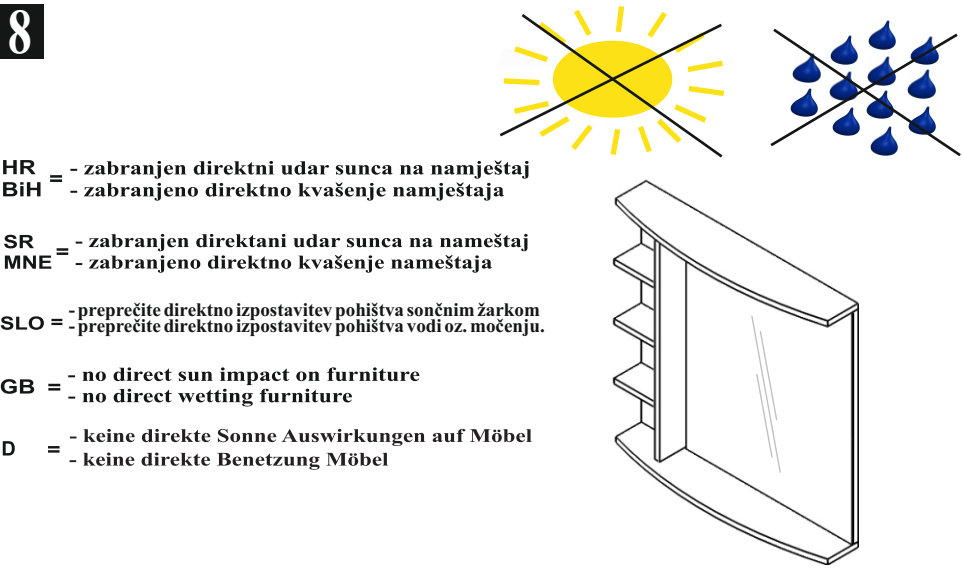 8
HR = - zabranjen direktni udar sunca na namještaj
BiH - zabranjeno direktno kvašenje namještaja
SR = - zabranjen direktani udar sunca na nameštaj
MNE - zabranjeno direktno kvašenje nameštaja
SLO = - preprečite direktno izpostavitev pohištva sončnim žarkom
- preprečite direktno izpostavitev pohištva vodi oz. močenju.
GB = - no direct sun impact on furniture
- no direct wetting furniture
D = - keine direkte Sonne Auswirkungen auf Möbel
- keine direkte Benetzung Möbel